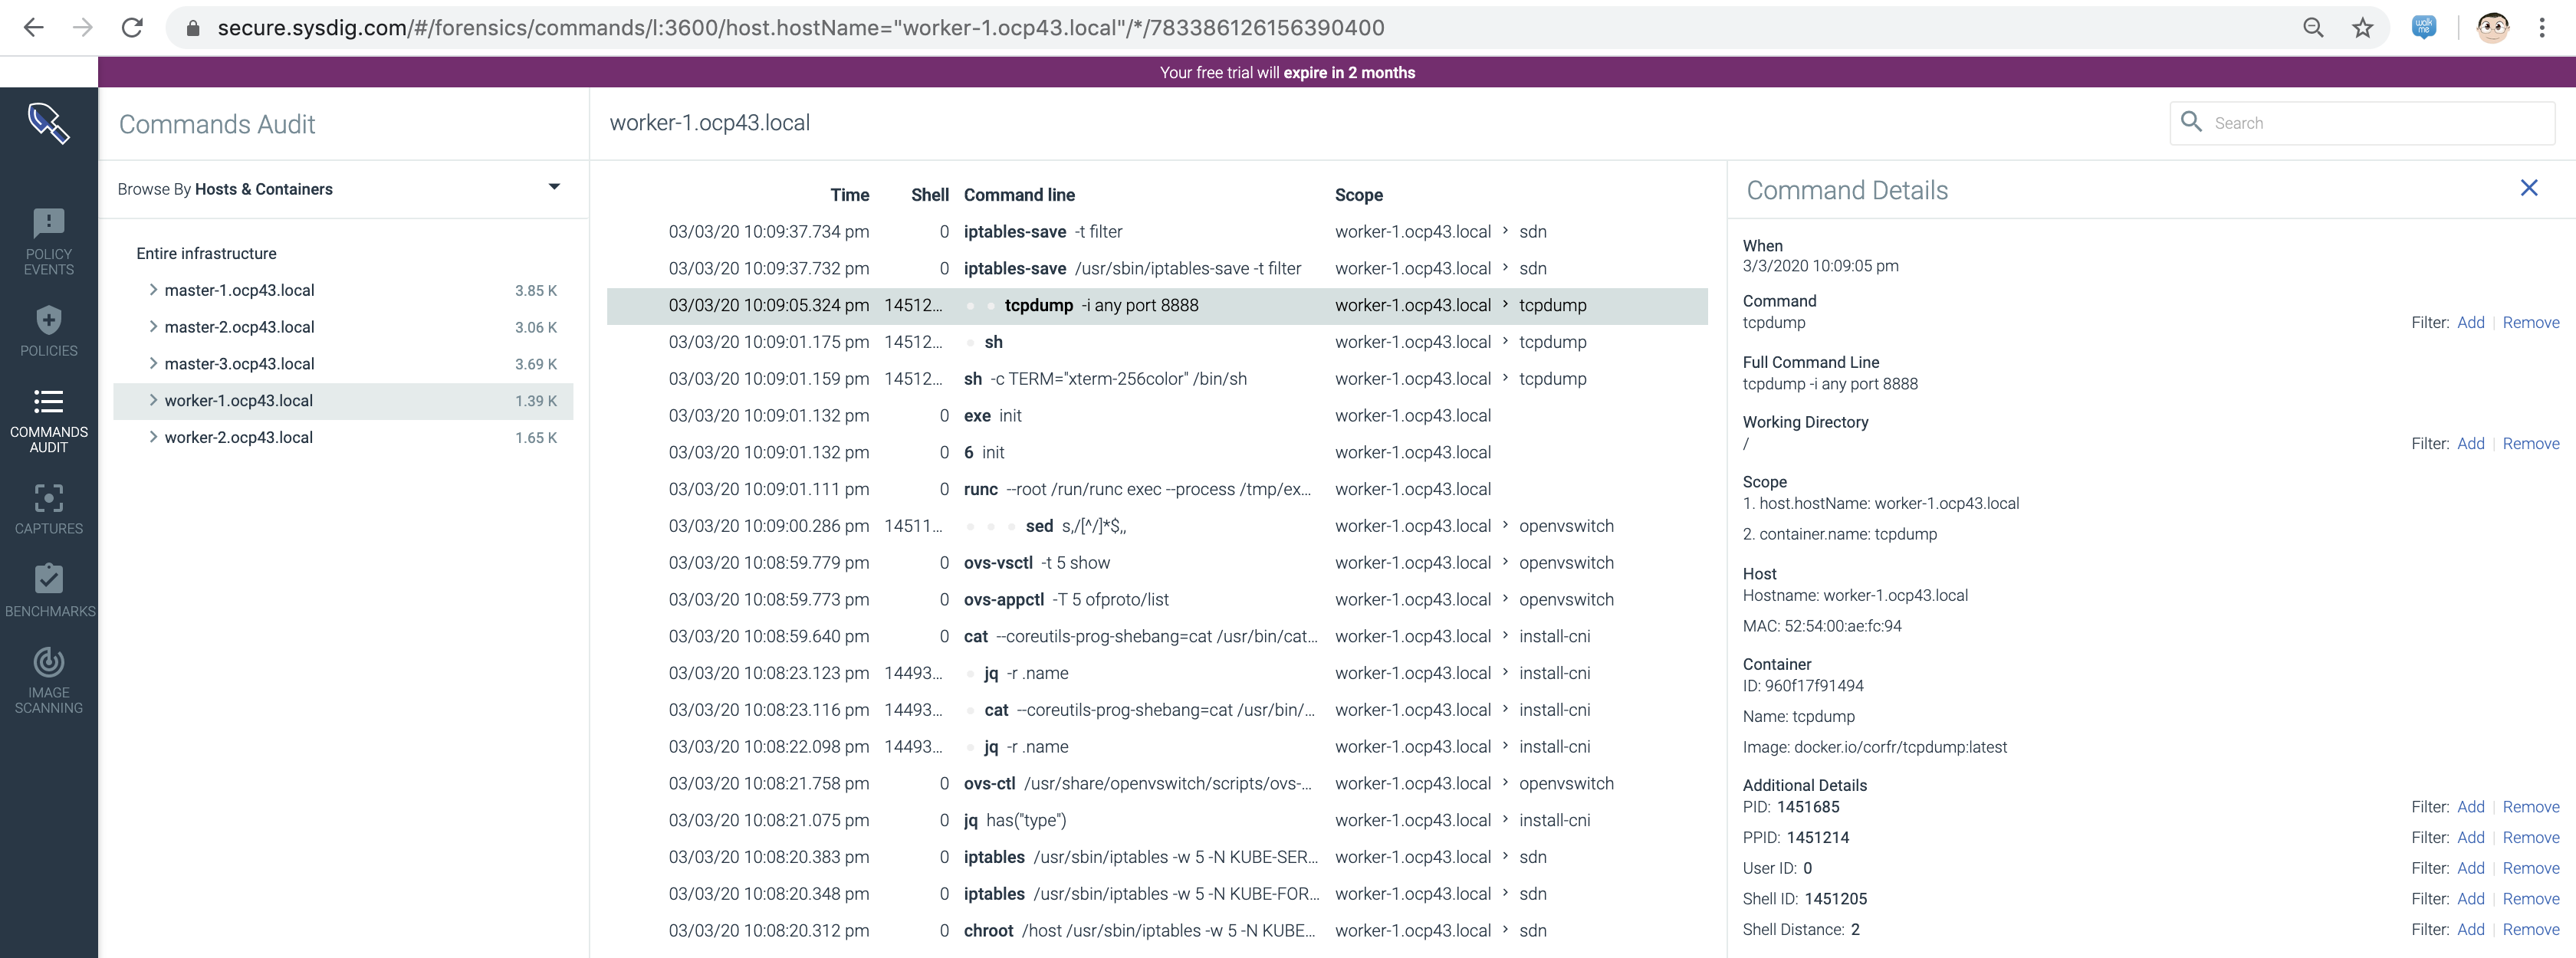 secure.sysdig.com/#/forensics/commands/l:3600/host.hostName="worker-1.ocp43.local"/*/783386126156390400
walk me
Your free trial will expire in 2 months
Commands Audit
worker-1.ocp43.local
Search
Browse By Hosts & Containers
POLICY
EVENTS
POLICIES
COMMANDS
AUDIT
CAPTURES
BENCHMARKS
IMAGE
SCANNING
Entire infrastructure
master-1.ocp43.local 3.85 K
master-2.ocp43.local 3.06 K
master-3.ocp43.local 3.69 K
worker-1.ocp43.local 1.39 K
worker-2.ocp43.local 1.65 K
Time Shell Command line Scope
03/03/20 10:09:37.734 pm 0 iptables-save -t filter worker-1.ocp43.local > sdn
03/03/20 10:09:37.732 pm 0 iptables-save /usr/sbin/iptables-save -t filter worker-1.ocp43.local > sdn
03/03/20 10:09:05.324 pm 14512... tcpdump -i any port 8888 worker-1.ocp43.local > tcpdump
03/03/20 10:09:01.175 pm 14512... sh worker-1.ocp43.local > tcpdump
03/03/20 10:09:01.159 pm 14512... sh -c TERM="xterm-256color" /bin/sh worker-1.ocp43.local > tcpdump
03/03/20 10:09:01.132 pm 0 exe init worker-1.ocp43.local
03/03/20 10:09:01.132 pm 0 6 init worker-1.ocp43.local
03/03/20 10:09:01.111 pm 0 runc --root /run/runc exec --process /tmp/ex... worker-1.ocp43.local
03/03/20 10:09:00.286 pm 14511... sed s,/[^/]*$,, worker-1.ocp43.local > openvswitch
03/03/20 10:08:59.779 pm 0 ovs-vsctl -t 5 show worker-1.ocp43.local > openvswitch
03/03/20 10:08:59.773 pm 0 ovs-appctl -T 5 ofproto/list worker-1.ocp43.local > openvswitch
03/03/20 10:08:59.640 pm 0 cat --coreutils-prog-shebang=cat /usr/bin/cat... worker-1.ocp43.local > install-cni
03/03/20 10:08:23.123 pm 14493... jq -r .name worker-1.ocp43.local > install-cni
03/03/20 10:08:23.116 pm 14493... cat --coreutils-prog-shebang=cat /usr/bin/... worker-1.ocp43.local > install-cni
03/03/20 10:08:22.098 pm 14493... jq -r .name worker-1.ocp43.local > install-cni
03/03/20 10:08:21.758 pm 0 ovs-ctl /usr/share/openvswitch/scripts/ovs-... worker-1.ocp43.local > openvswitch
03/03/20 10:08:21.075 pm 0 jq has("type") worker-1.ocp43.local > install-cni
03/03/20 10:08:20.383 pm 0 iptables /usr/sbin/iptables -w 5 -N KUBE-SER... worker-1.ocp43.local > sdn
03/03/20 10:08:20.348 pm 0 iptables /usr/sbin/iptables -w 5 -N KUBE-FOR... worker-1.ocp43.local > sdn
03/03/20 10:08:20.312 pm 0 chroot /host /usr/sbin/iptables -w 5 -N KUBE... worker-1.ocp43.local > sdn
Command Details
When
3/3/2020 10:09:05 pm
Command
tcpdump Filter: Add | Remove
Full Command Line
tcpdump -i any port 8888
Working Directory
/ Filter: Add | Remove
Scope
1. host.hostName: worker-1.ocp43.local
2. container.name: tcpdump
Host
Hostname: worker-1.ocp43.local
MAC: 52:54:00:ae:fc:94
Container
ID: 960f17f91494
Name: tcpdump
Image: docker.io/corfr/tcpdump:latest
Additional Details
PID: 1451685 Filter: Add | Remove
PPID: 1451214 Filter: Add | Remove
User ID: 0 Filter: Add | Remove
Shell ID: 1451205 Filter: Add | Remove
Shell Distance: 2 Filter: Add | Remove